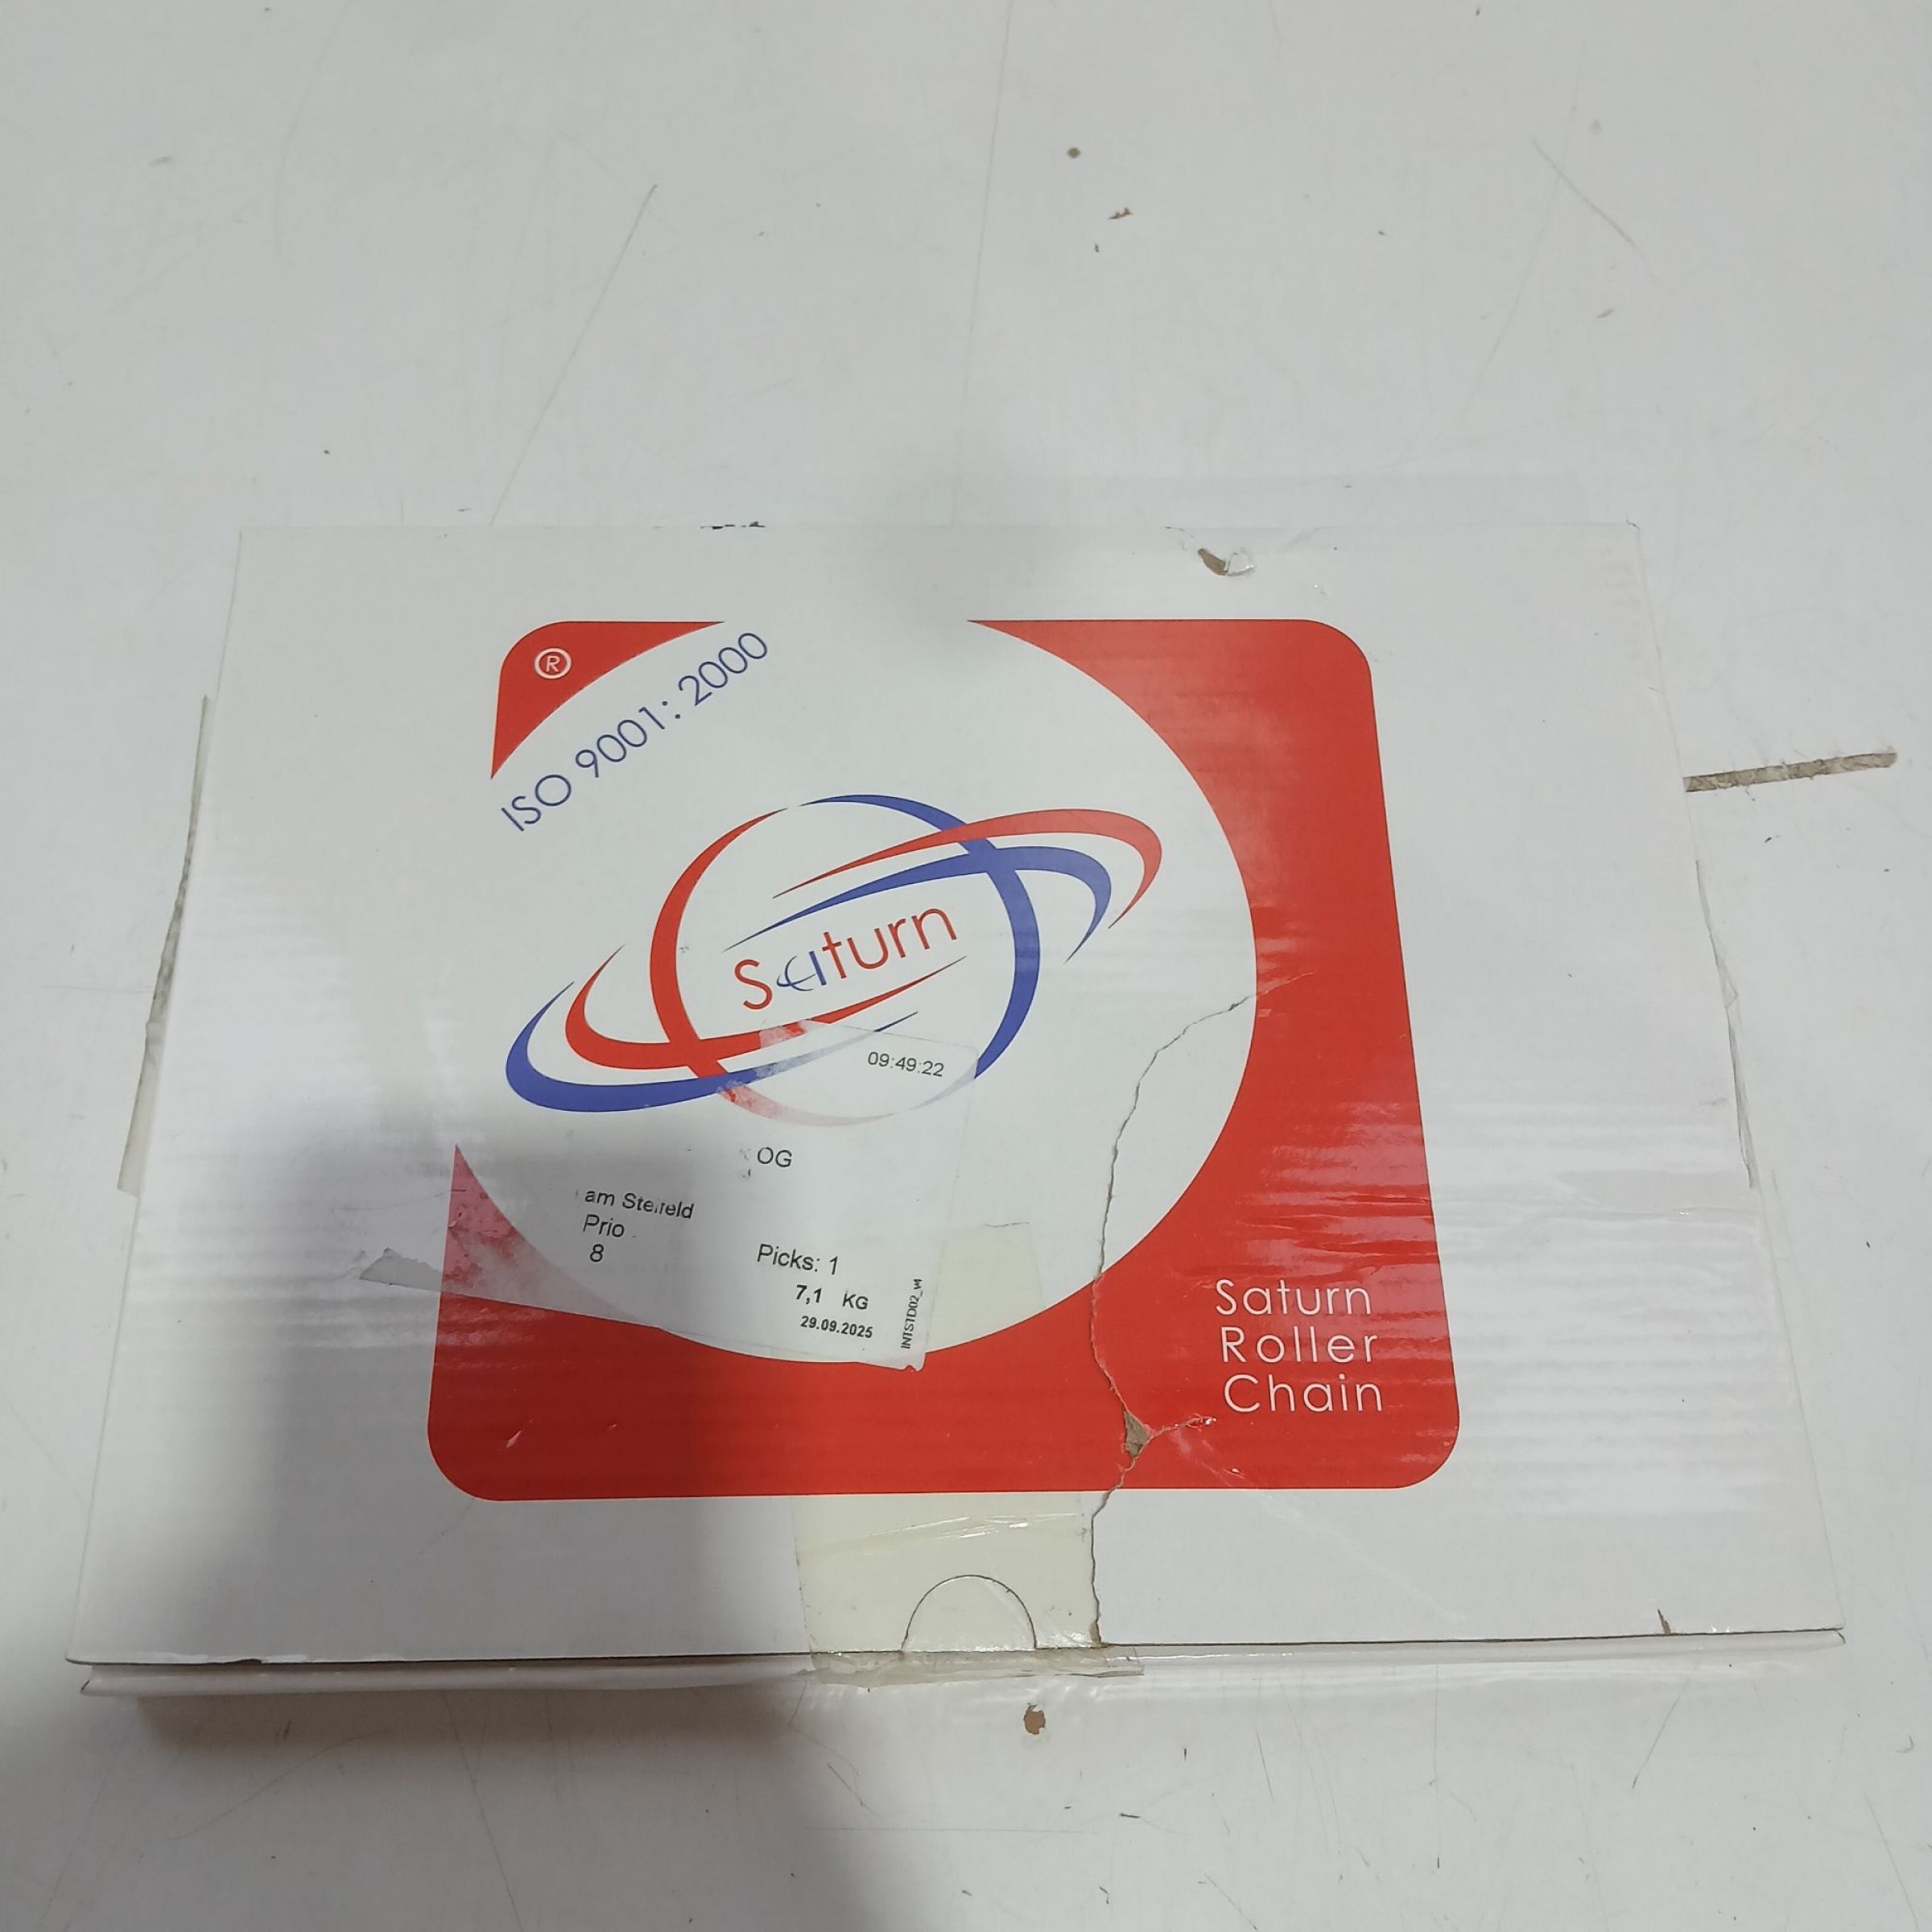 ®
ISO 9001: 2000
Saturn
09:49:22
OG
am
Prio
8
Picks: 1
7,1 KG
29.09.2025
INTSTD02_v4
Saturn
Roller
Chain